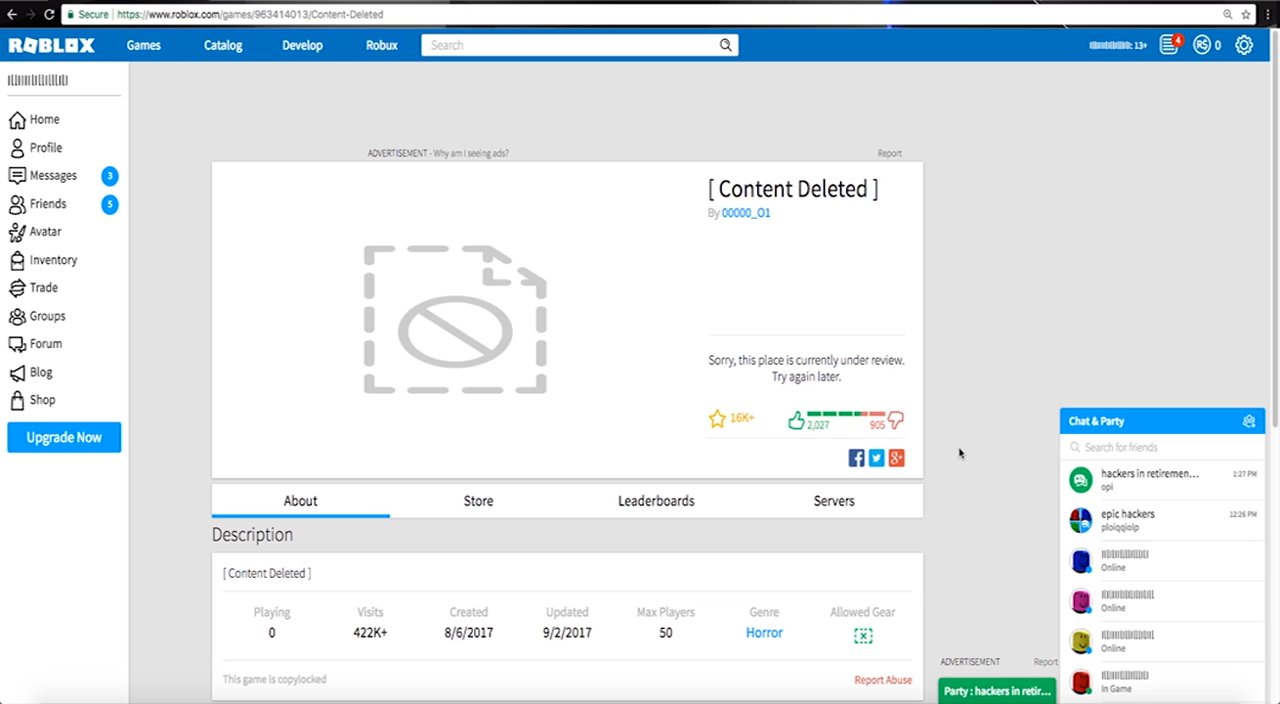 Secure | https://www.roblox.com/games/963414013/Content-Deleted
ROBLOX Games Catalog Develop Robux Search : 13+ 4 R$ 0
Home
Profile
Messages 3
Friends 5
Avatar
Inventory
Trade
Groups
Forum
Blog
Shop
Upgrade Now
ADVERTISEMENT - Why am I seeing ads? Report
[ Content Deleted ]
By 00000_O1
Sorry, this place is currently under review.
Try again later.
16K+ 2,027 905
About Store Leaderboards Servers
Description
[ Content Deleted ]
Playing Visits Created Updated Max Players Genre Allowed Gear
0 422K+ 8/6/2017 9/2/2017 50 Horror
This game is copylocked Report Abuse
Chat & Party
Search for friends
hackers in retiremen... 1:27 PM
opi
epic hackers 12:26 PM
ploiqqiolp
Online
Online
Online
In Game
ADVERTISEMENT Report
Party : hackers in retir...